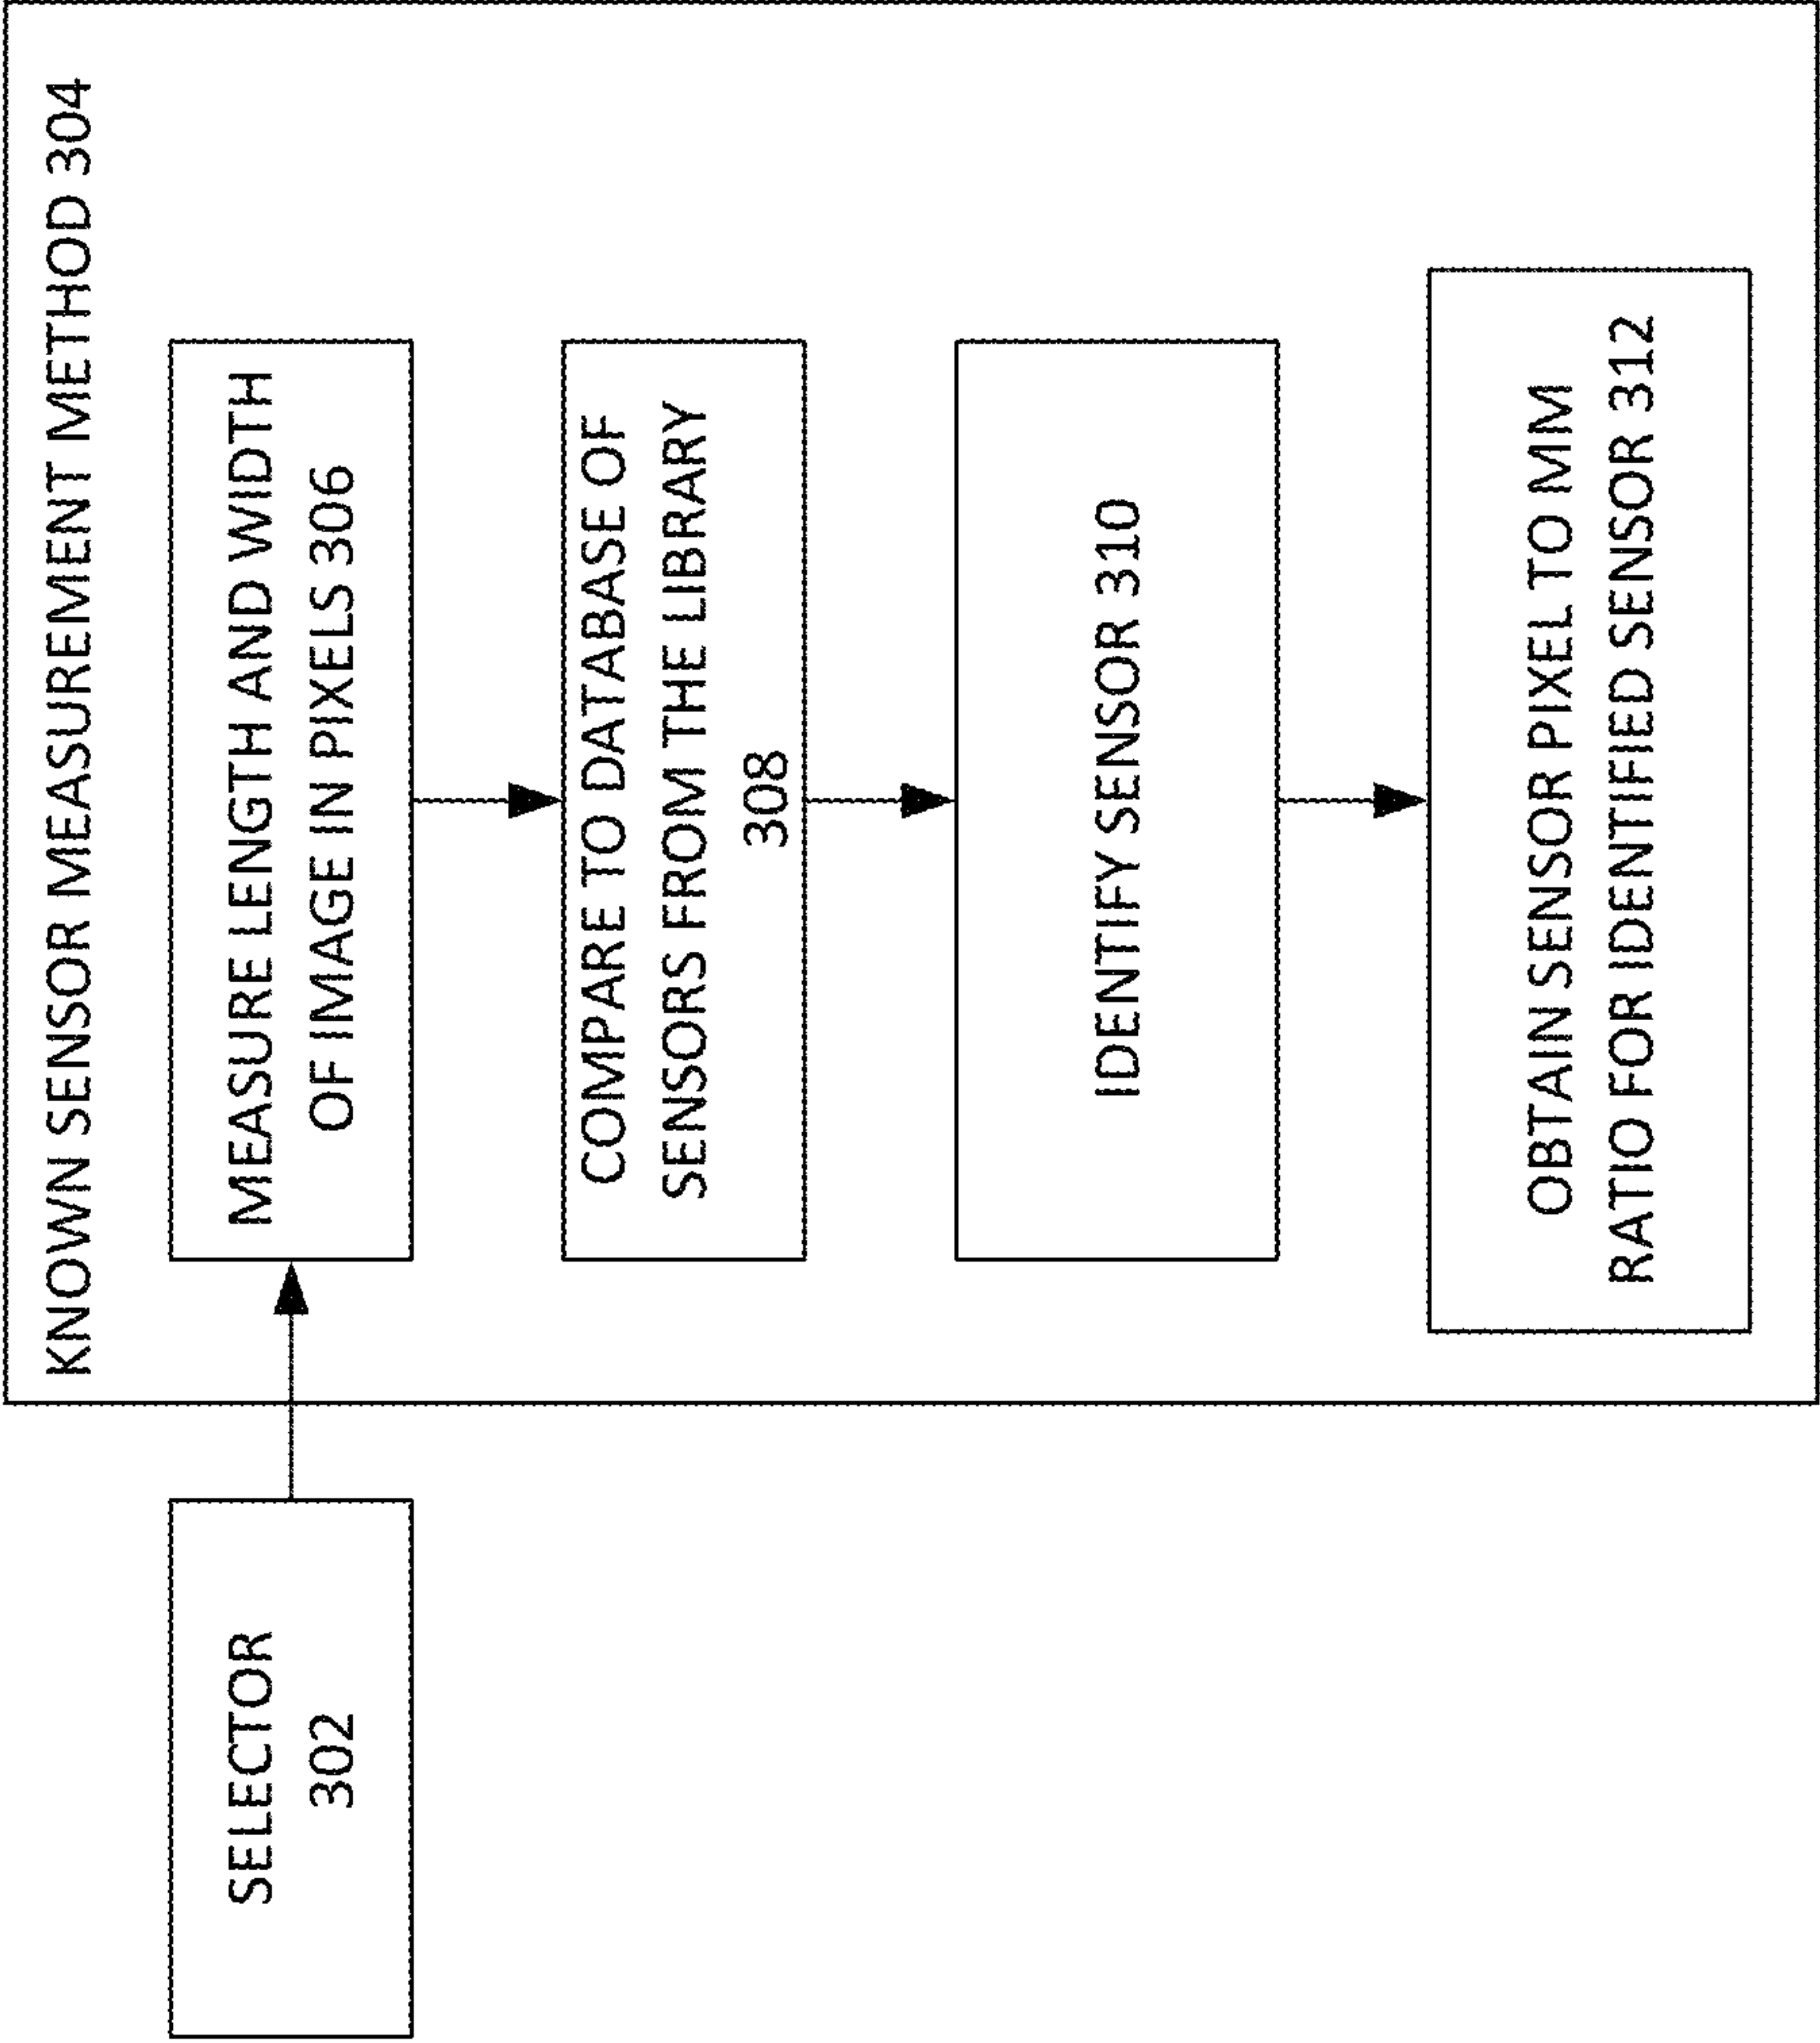 KNOWN SENSOR MEASUREMENT METHOD 304
SELECTOR
302
MEASURE LENGTH AND WIDTH
OF IMAGE IN PIXELS 306
COMPARE TO DATABASE OF
SENSORS FROM THE LIBRARY
308
IDENTIFY SENSOR 310
OBTAIN SENSOR PIXEL TO MM
RATIO FOR IDENTIFIED SENSOR 312